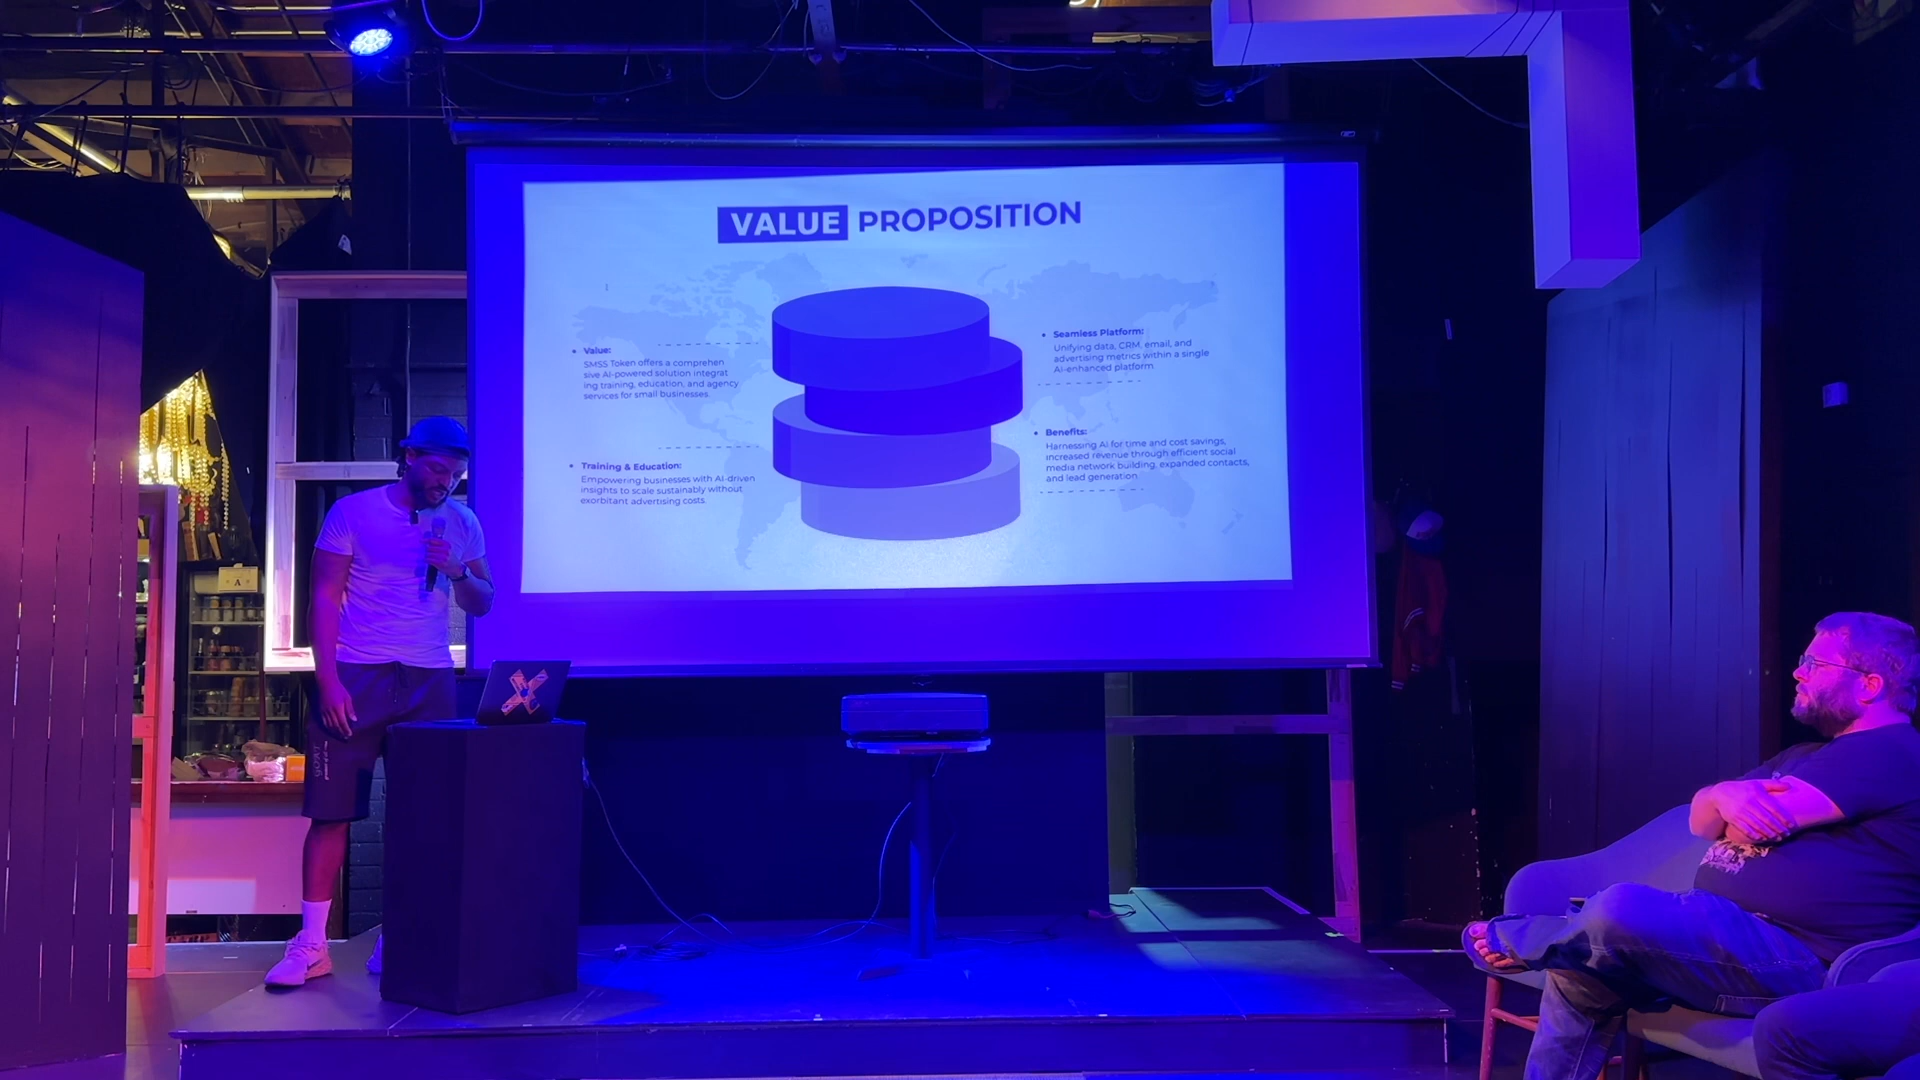 VALUE PROPOSITION
Value:
SMSS Token offers a comprehen
sive AI-powered solution integrat
ing training, education, and agency
services for small businesses.
Training & Education:
Empowering businesses with AI-driven
insights to scale sustainably without
exorbitant advertising costs.
Seamless Platform:
Unifying data, CRM, email, and
advertising metrics within a single
AI-enhanced platform.
Benefits:
Harnessing AI for time and cost savings,
increased revenue through efficient social
media network building, expanded contacts,
and lead generation
A
X